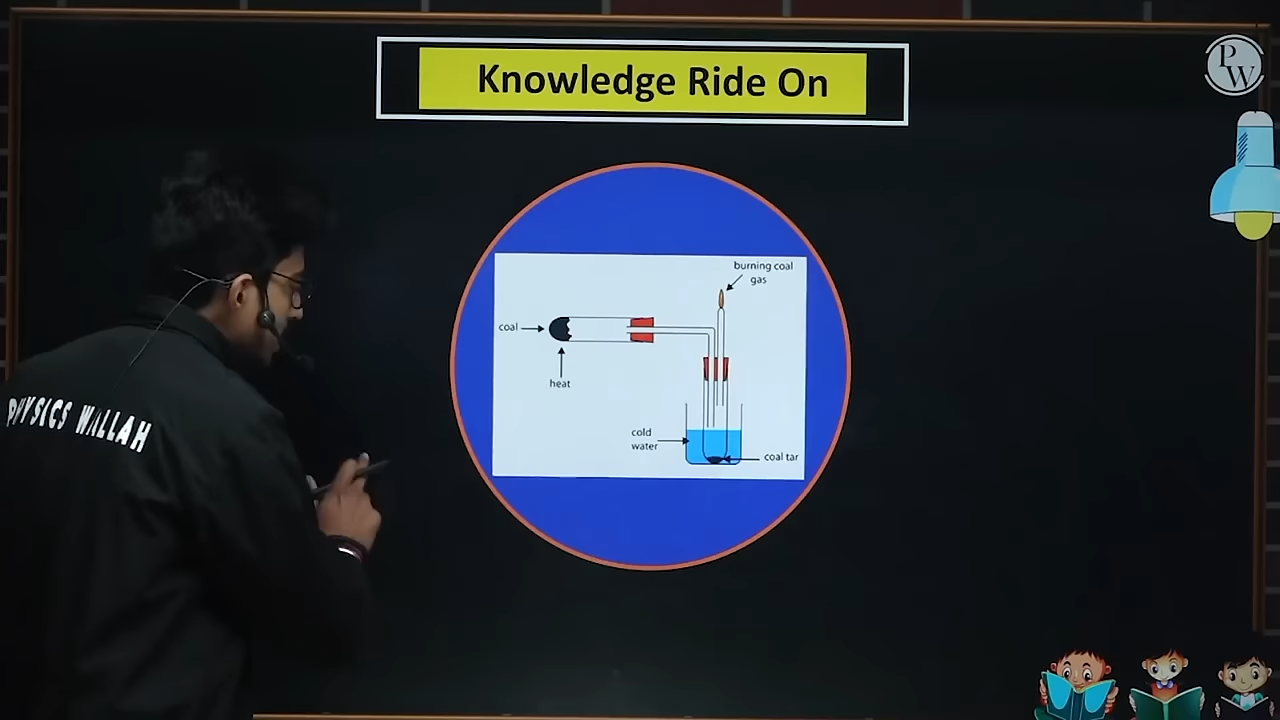 Knowledge Ride On
PW
burning coal
gas
coal
heat
cold
water
coal tar
PHYSICS WALLAH